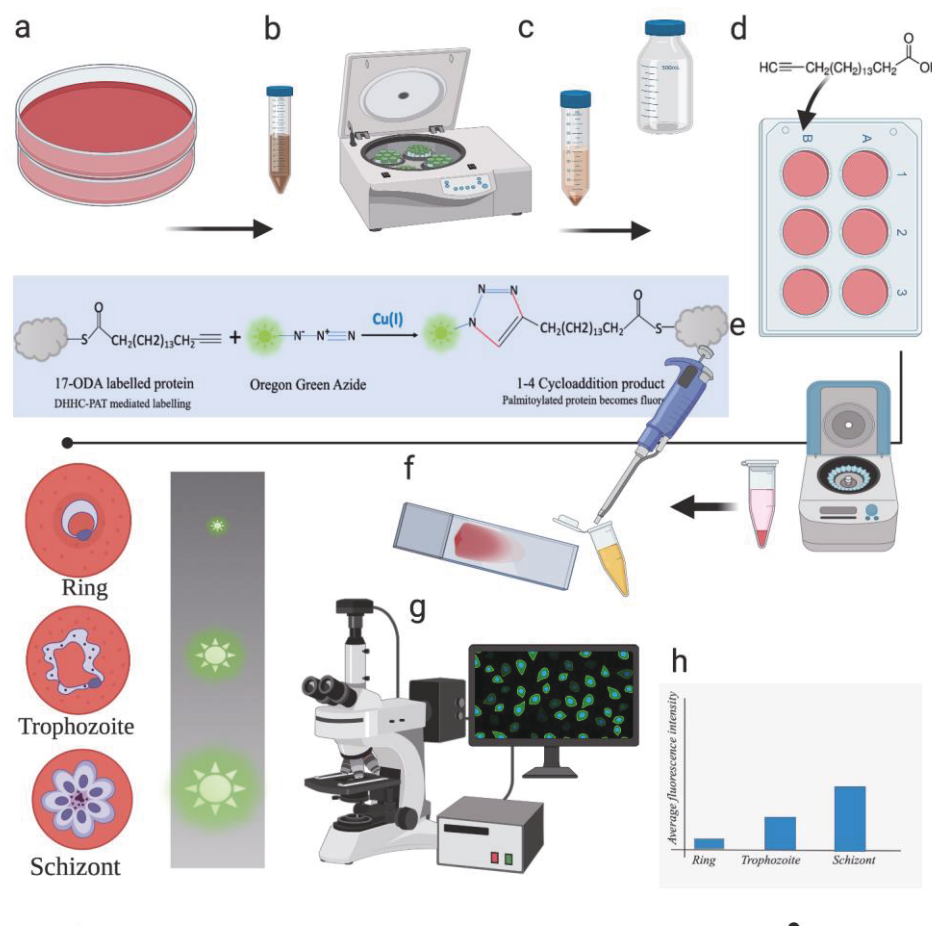 a
b
c
d
500mL
HC≡—CH₂(CH₂)₁₃CH₂
O
B A
1
2
3
O
S CH₂(CH2)₁₃CH₂ + N⁻ N⁺ N Cu(I) N N N CH₂(CH2)₁₃CH₂ O S
17-ODA labelled protein
DHHC-PAT mediated labelling
Oregon Green Azide
1-4 Cycloaddition product
Palmitoylated protein becomes
e
f
Ring
Trophozoite
Schizont
g
h
Average fluorescence intensity
Ring Trophozoite Schizont